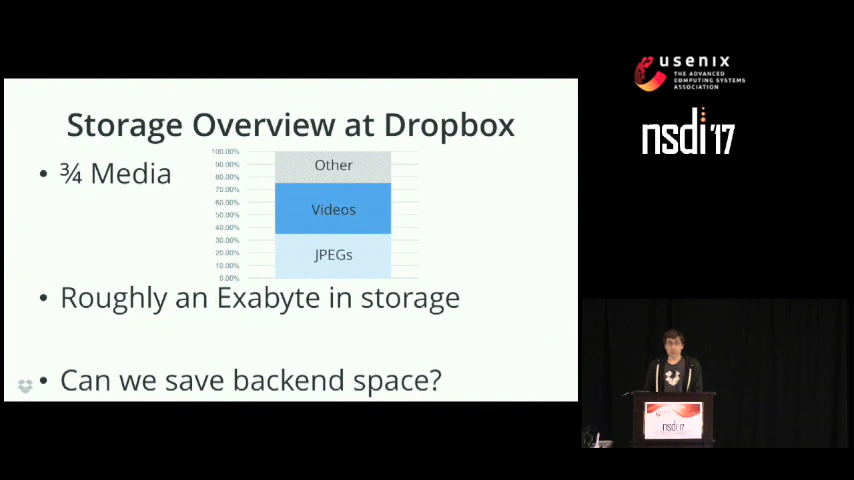 Storage Overview at Dropbox
• ¾ Media
100.00%
90.00%
80.00%
70.00%
60.00%
50.00%
40.00%
30.00%
20.00%
10.00%
0.00%
Other
Videos
JPEGs
• Roughly an Exabyte in storage
• Can we save backend space?
usenix
THE ADVANCED
COMPUTING SYSTEMS
ASSOCIATION
nsdi '17
nsdi '17